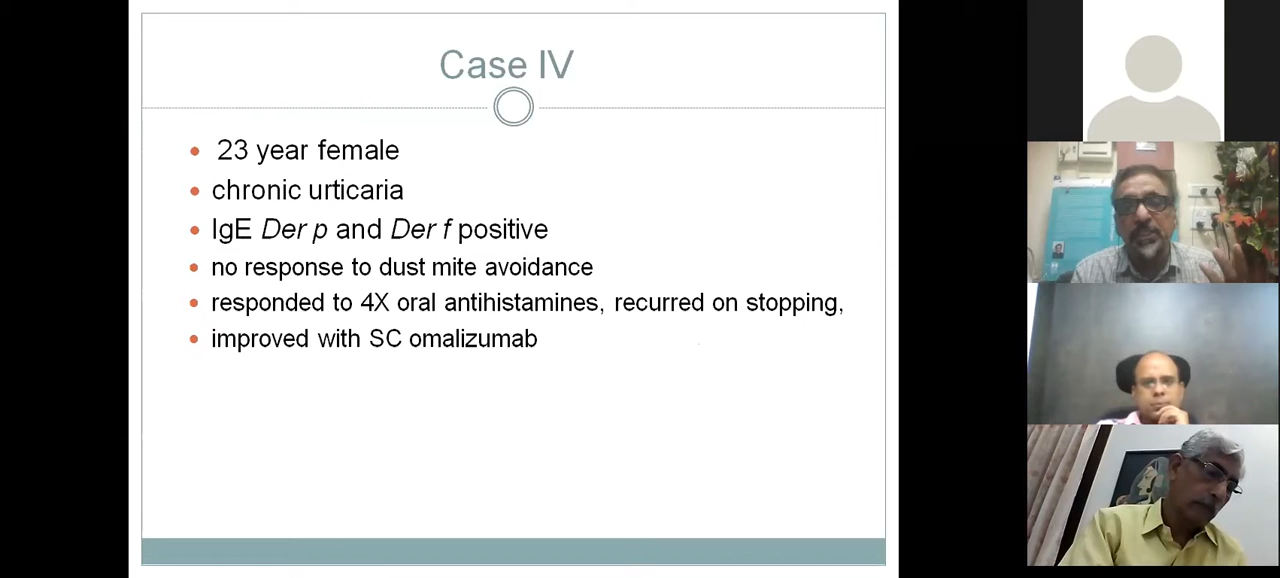 Case IV
23 year female
chronic urticaria
IgE Der p and Der f positive
no response to dust mite avoidance
responded to 4X oral antihistamines, recurred on stopping,
improved with SC omalizumab